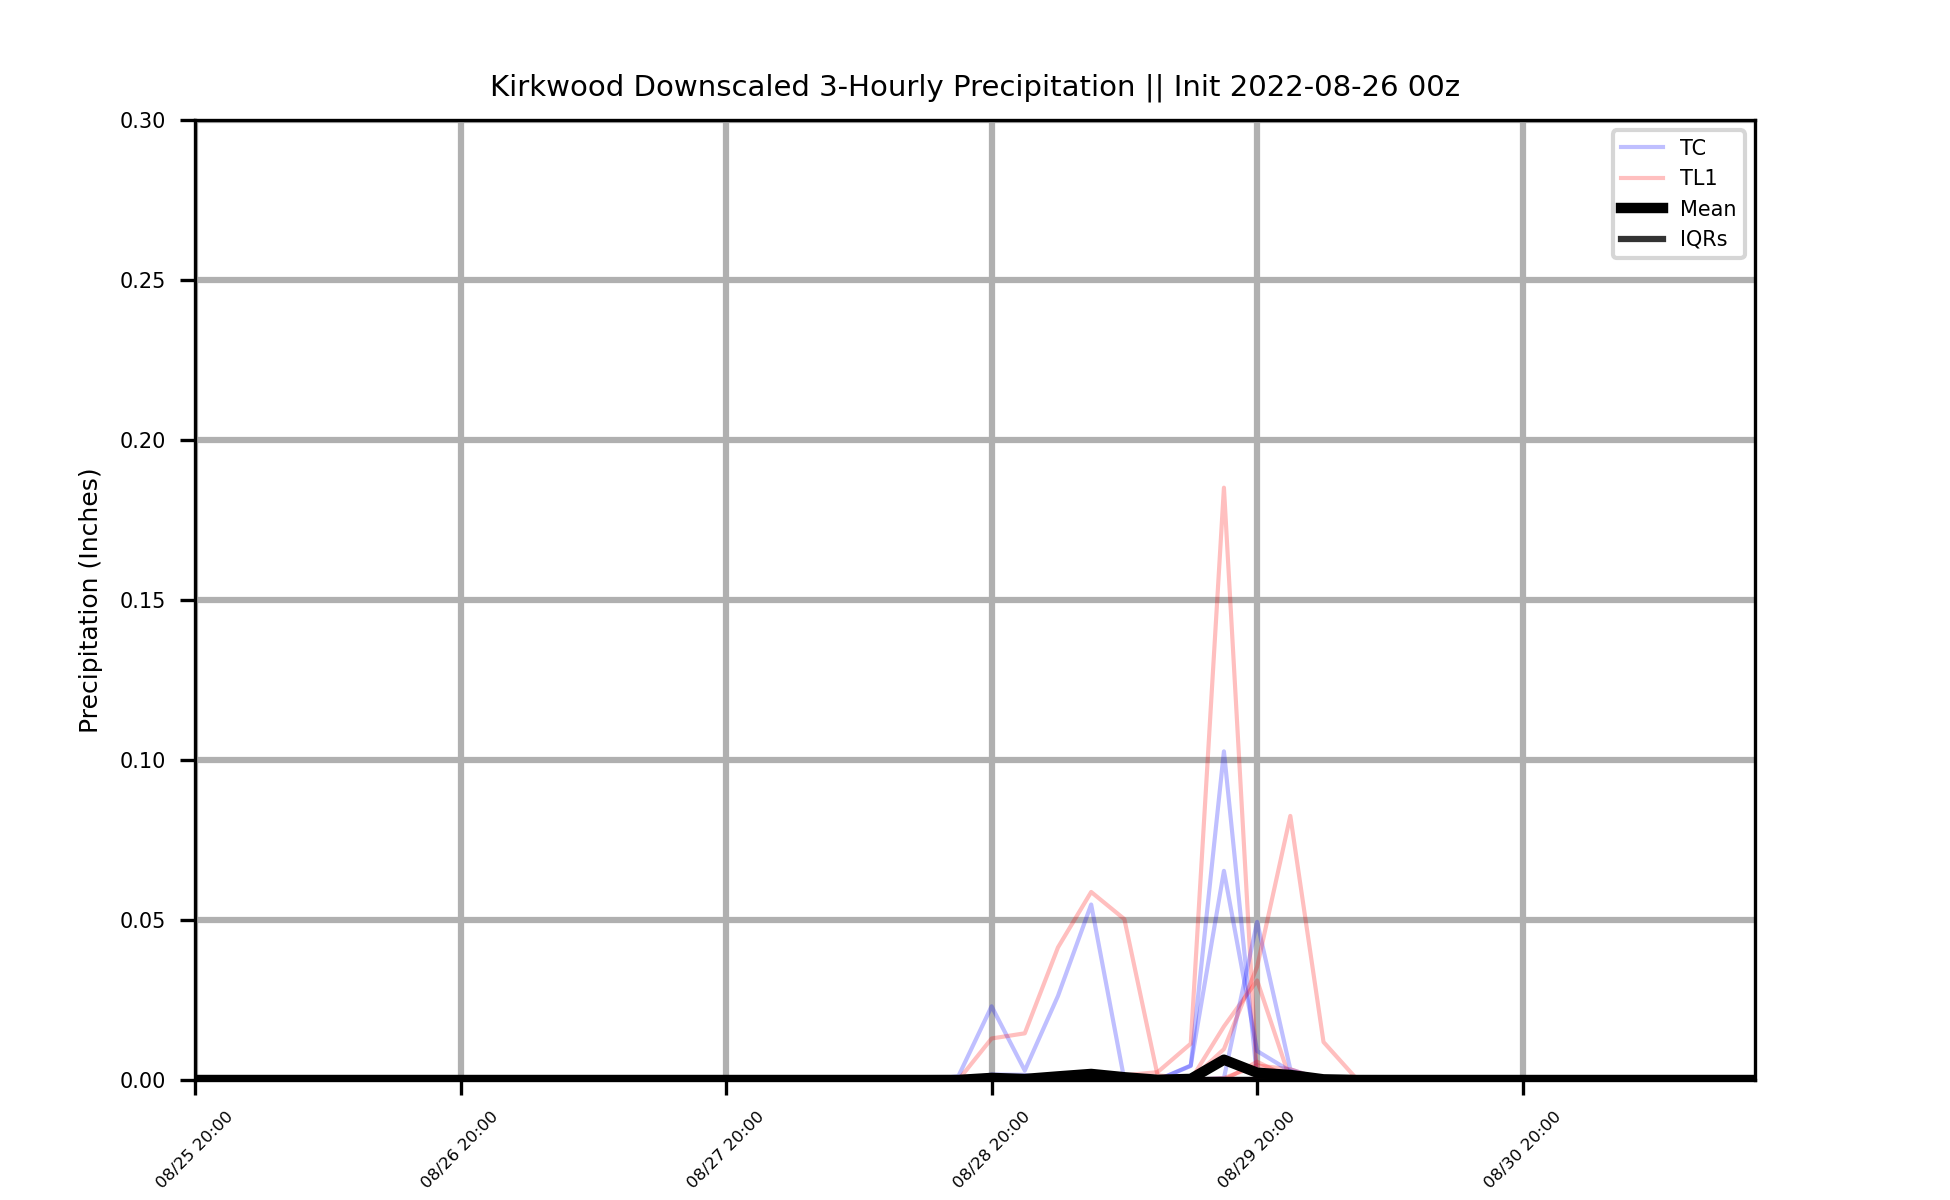 Kirkwood Downscaled 3-Hourly Precipitation || Init 2022-08-26 00z
Precipitation (Inches)
0.30
0.25
0.20
0.15
0.10
0.05
0.00
TC
TL1
Mean
IQRs
08/25 20:00
08/26 20:00
08/27 20:00
08/28 20:00
08/29 20:00
08/30 20:00